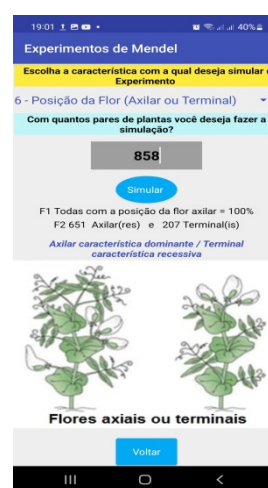 19:01
40%
Experimentos de Mendel
Escolha a característica com a qual deseja simular o
Experimento
6 - Posição da Flor (Axilar ou Terminal)
Com quantos pares de plantas você deseja fazer a
simulação?
858
Simular
F1 Todas com a posição da flor axilar = 100%
F2 651 Axilar(res) e 207 Terminal(is)
Axilar característica dominante / Terminal
característica recessiva
Flores axiais ou terminais
Voltar